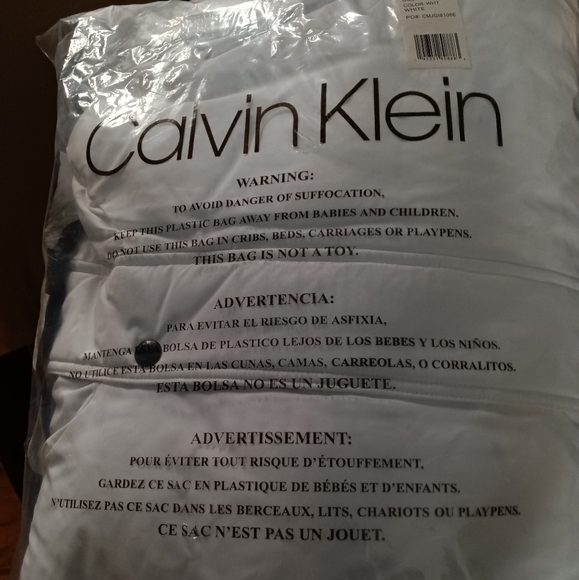 COLOR: WHT
WHITE
Calvin Klein
WARNING:
TO AVOID DANGER OF SUFFOCATION,
KEEP THIS PLASTIC BAG AWAY FROM BABIES AND CHILDREN.
DO NOT USE THIS BAG IN CRIBS, BEDS, CARRIAGES OR PLAYPENS.
THIS BAG IS NOT A TOY.
ADVERTENCIA:
PARA EVITAR EL RIESGO DE ASFIXIA,
MANTENGA ESTA BOLSA DE PLASTICO LEJOS DE LOS BEBES Y LOS NIÑOS.
NO UTILICE ESTA BOLSA EN LAS CUNAS, CAMAS, CARREOLAS, O CORRALITOS.
ESTA BOLSA NO ES UN JUGUETE.
ADVERTISSEMENT:
POUR ÉVITER TOUT RISQUE D'ÉTOUFFEMENT,
GARDEZ CE SAC EN PLASTIQUE DE BÉBÉS ET D'ENFANTS.
N'UTILISEZ PAS CE SAC DANS LES BERCEAUX, LITS, CHARIOTS OU PLAYPENS.
CE SAC N'EST PAS UN JOUET.